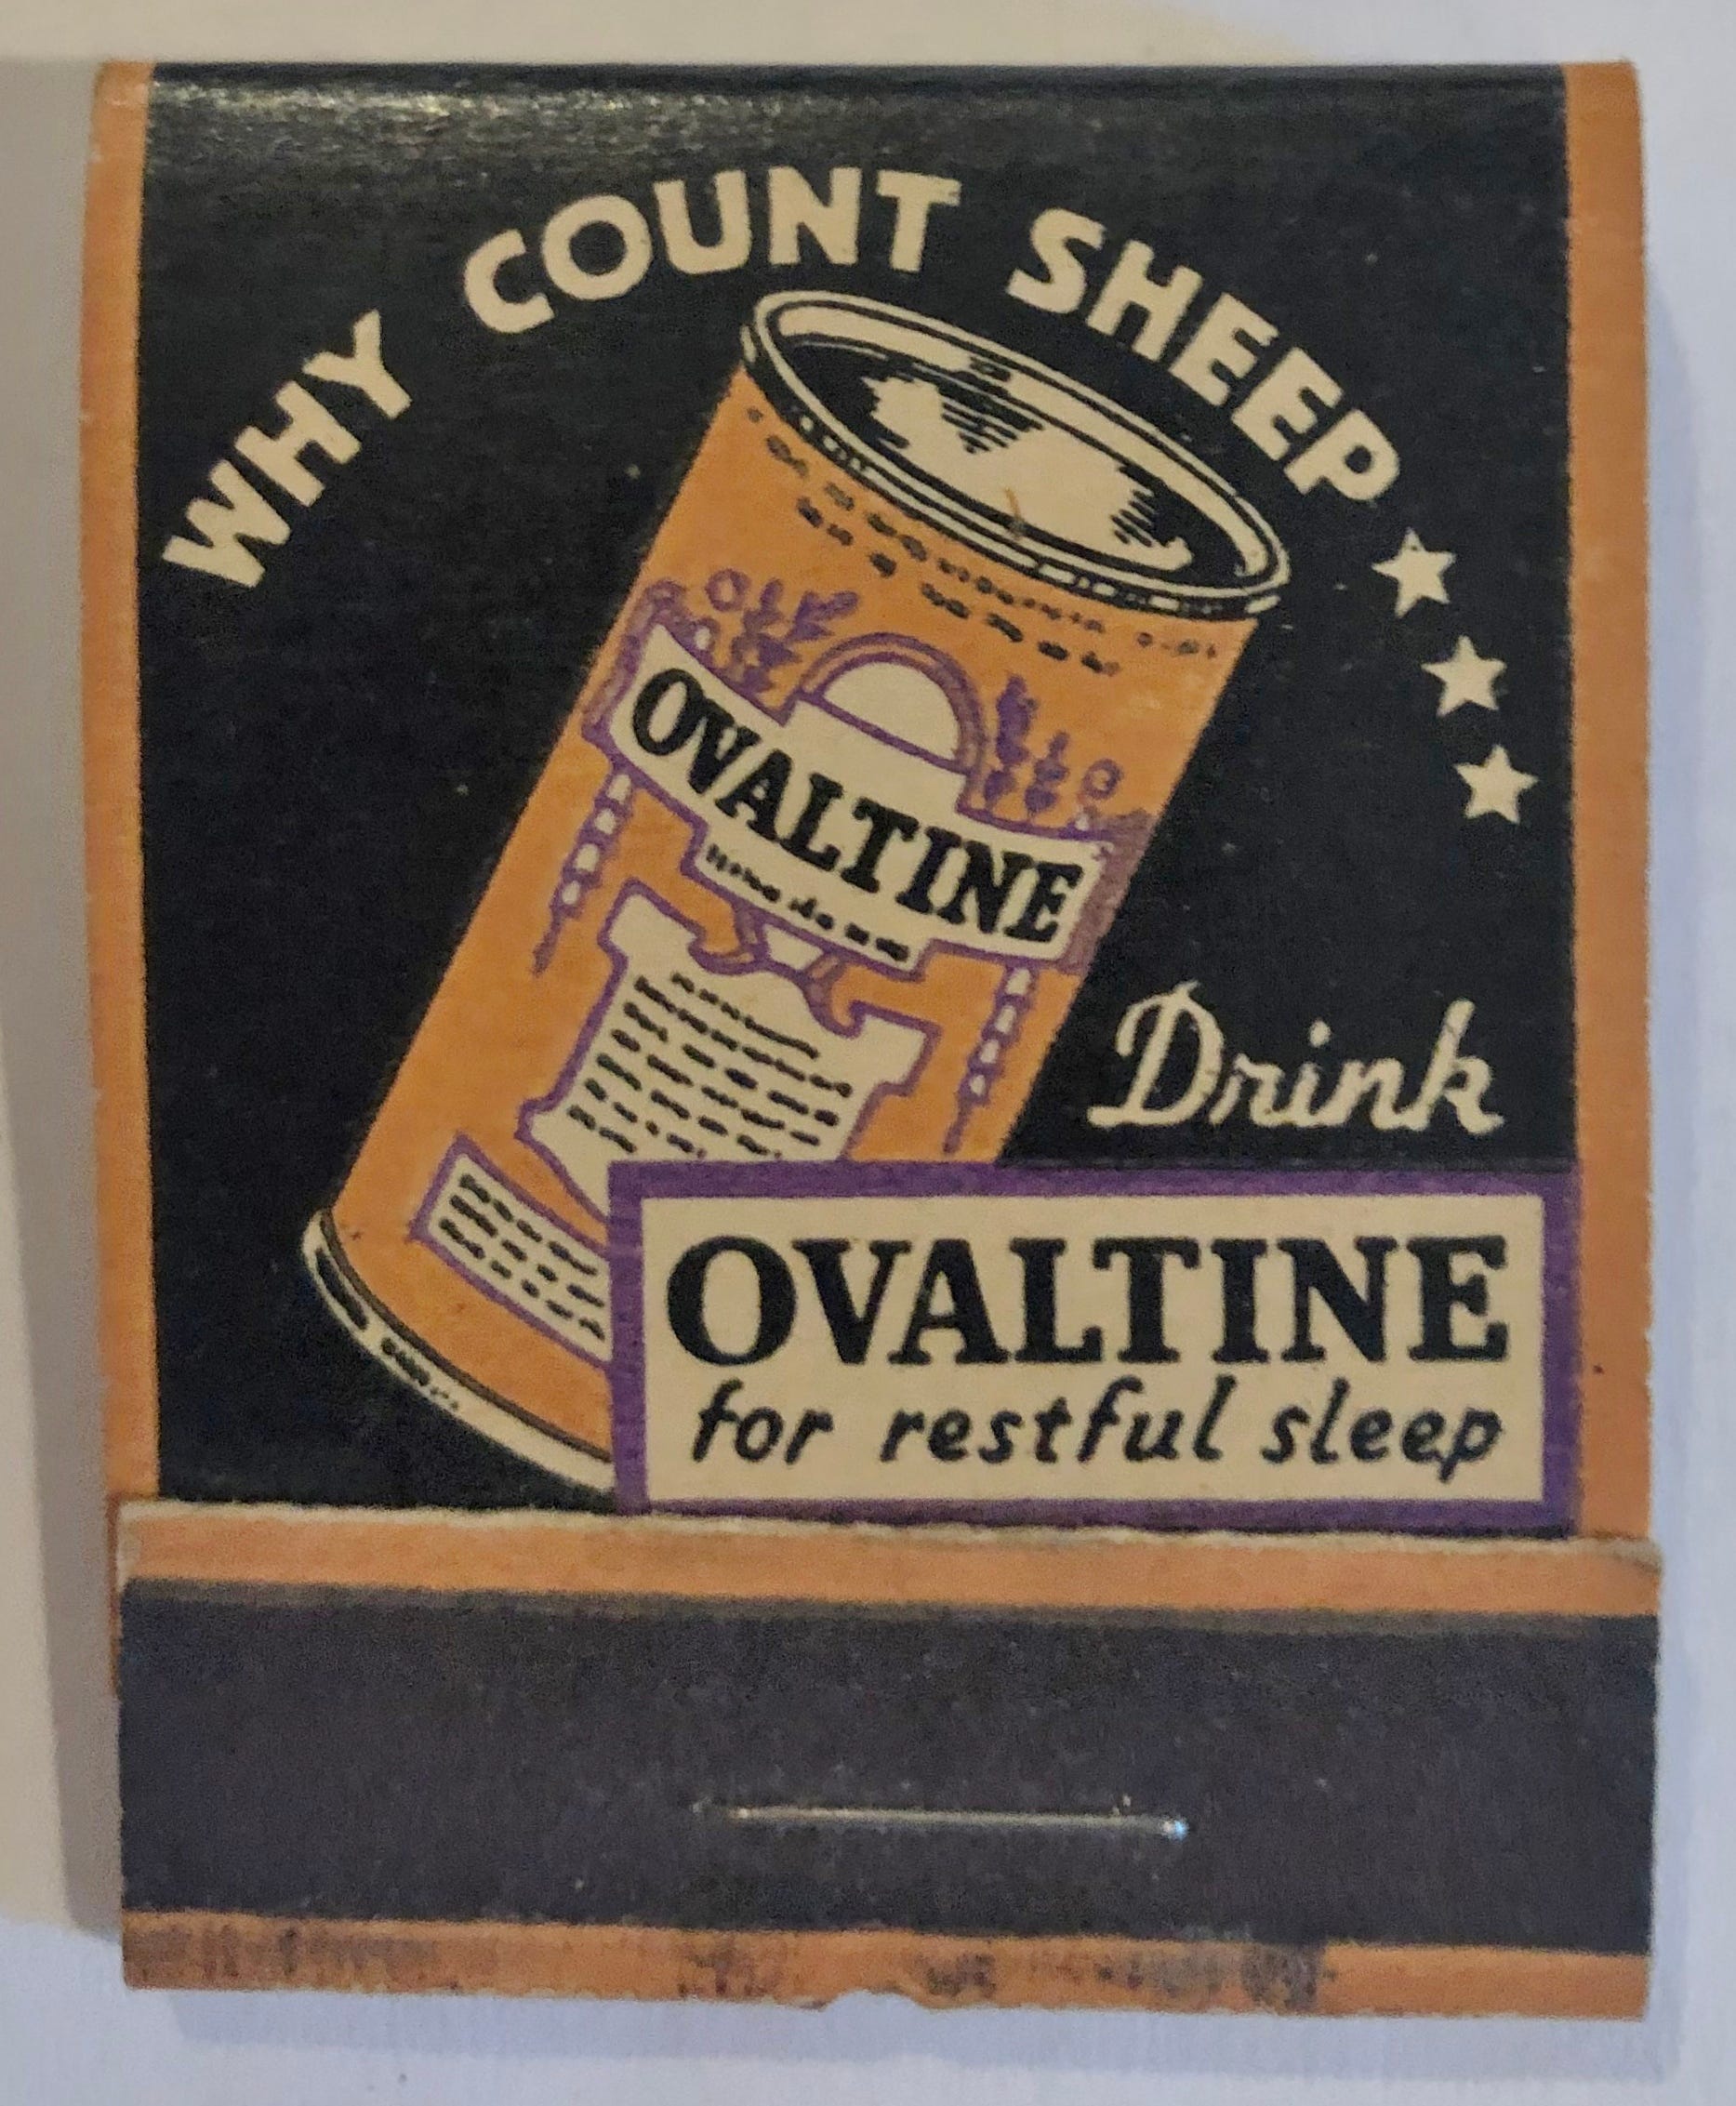 WHY COUNT SHEEP
OVALTINE
Drink
OVALTINE
for restful sleep